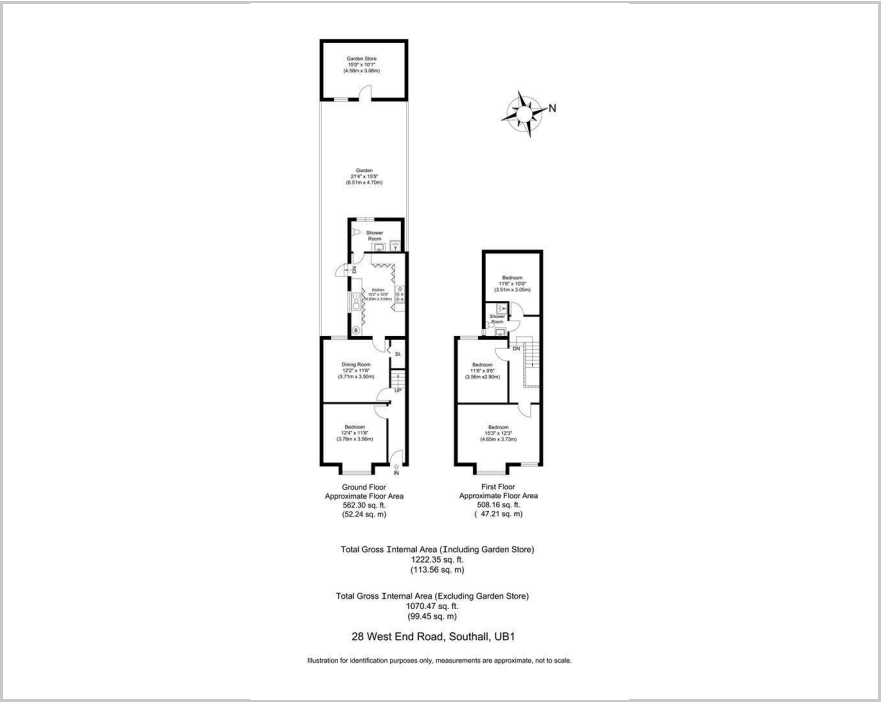 Garden Store
15'0" x 10'1"
(4.58m x 3.08m)
N
Garden
21'4" x 15'5"
(6.51m x 4.70m)
Shower
Room
DN
Kitchen
(4.63m x 3.04m)
St.
Dining Room
12'2" x 11'6"
(3.71m x 3.50m)
UP
Bedroom
12'4" x 11'8"
(3.76m x 3.56m)
IN
Bedroom
11'6" x 10'0"
(3.51m x 3.05m)
Shower
Room
DN
Bedroom
11'8" x 9'6"
(3.56m x2.90m)
Bedroom
15'3" x 12'3"
(4.65m x 3.73m)
Ground Floor
Approximate Floor Area
562.30 sq. ft.
(52.24 sq. m)
First Floor
Approximate Floor Area
508.16 sq. ft.
( 47.21 sq. m)
Total Gross Internal Area (Including Garden Store)
1222.35 sq. ft.
(113.56 sq. m)
Total Gross Internal Area (Excluding Garden Store)
1070.47 sq. ft.
(99.45 sq. m)
28 West End Road, Southall, UB1
Illustration for identification purposes only, measurements are approximate, not to scale.